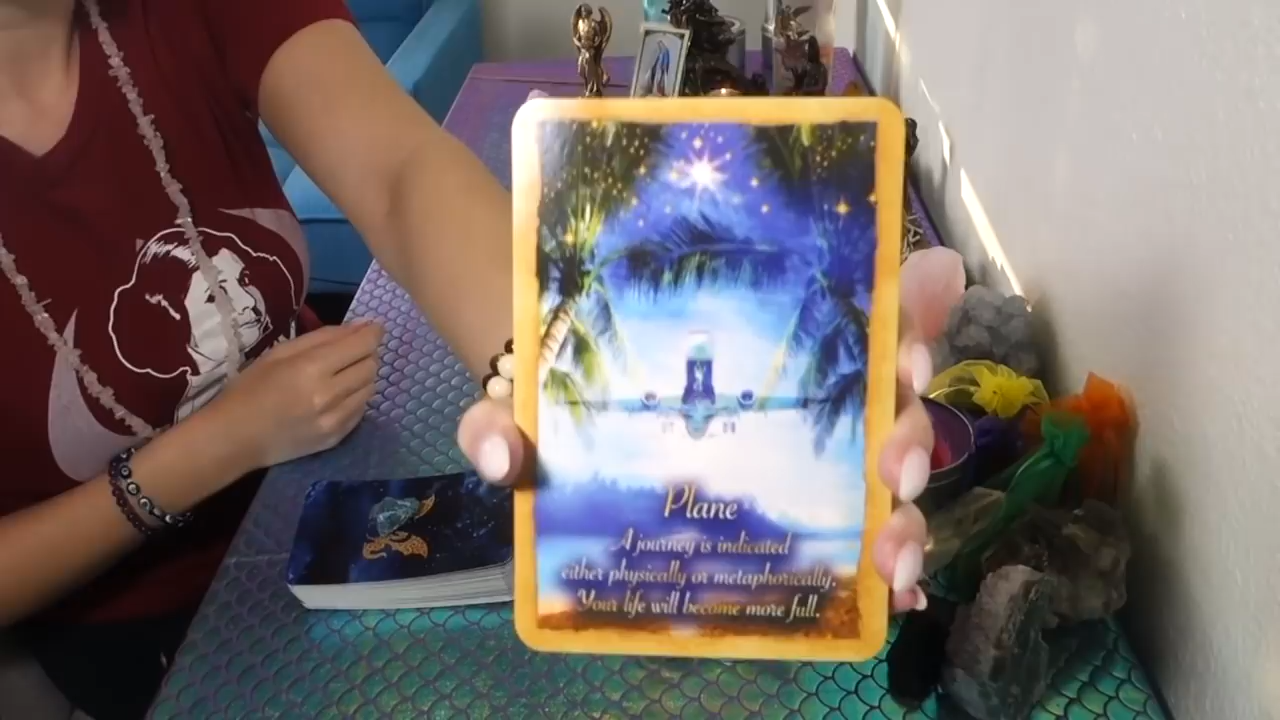 Plane
A journey is indicated
either physically or metaphorically.
Your life will become more full.